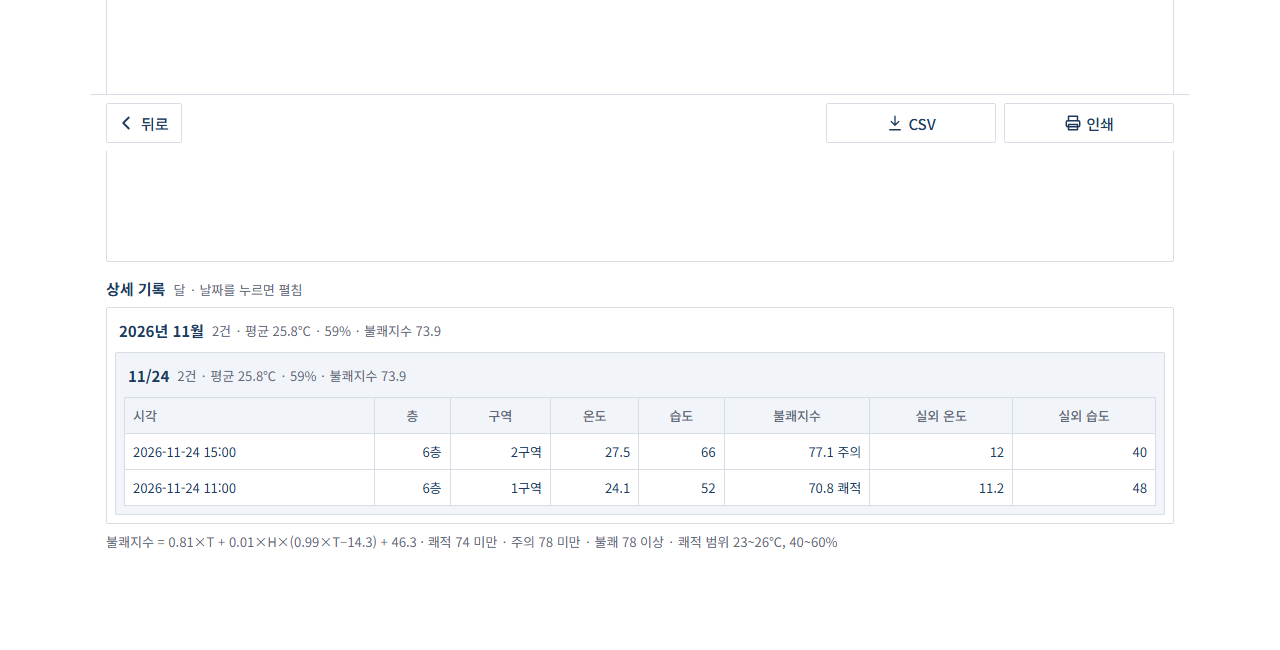 뒤로 CSV 인쇄
상세 기록 달 · 날짜를 누르면 펼침
2026년 11월 2건 · 평균 25.8℃ · 59% · 불쾌지수 73.9
11/24 2건 · 평균 25.8℃ · 59% · 불쾌지수 73.9
시각 층 구역 온도 습도 불쾌지수 실외 온도 실외 습도
2026-11-24 15:00 6층 2구역 27.5 66 77.1 주의 12 40
2026-11-24 11:00 6층 1구역 24.1 52 70.8 쾌적 11.2 48
불쾌지수 = 0.81×T + 0.01×H×(0.99×T−14.3) + 46.3 · 쾌적 74 미만 · 주의 78 미만 · 불쾌 78 이상 · 쾌적 범위 23~26℃, 40~60%